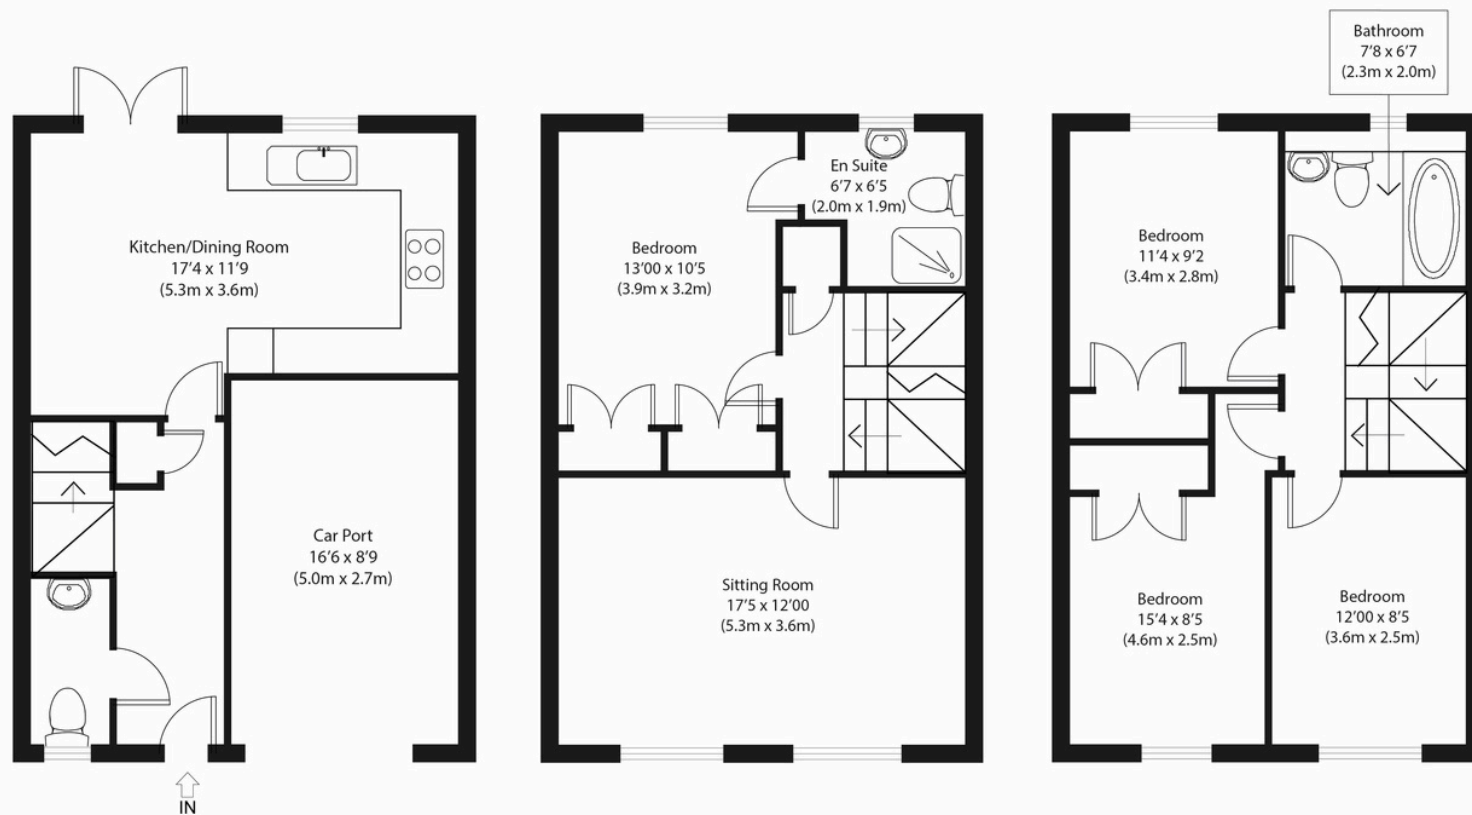 Kitchen/Dining Room
17’4 x 11’9
(5.3m x 3.6m)
Car Port
16’6 x 8’9
(5.0m x 2.7m)
IN
En Suite
6’7 x 6’5
(2.0m x 1.9m)
Bedroom
13’00 x 10’5
(3.9m x 3.2m)
Sitting Room
17’5 x 12’00
(5.3m x 3.6m)
Bathroom
7’8 x 6’7
(2.3m x 2.0m)
Bedroom
11’4 x 9’2
(3.4m x 2.8m)
Bedroom
15’4 x 8’5
(4.6m x 2.5m)
Bedroom
12’00 x 8’5
(3.6m x 2.5m)